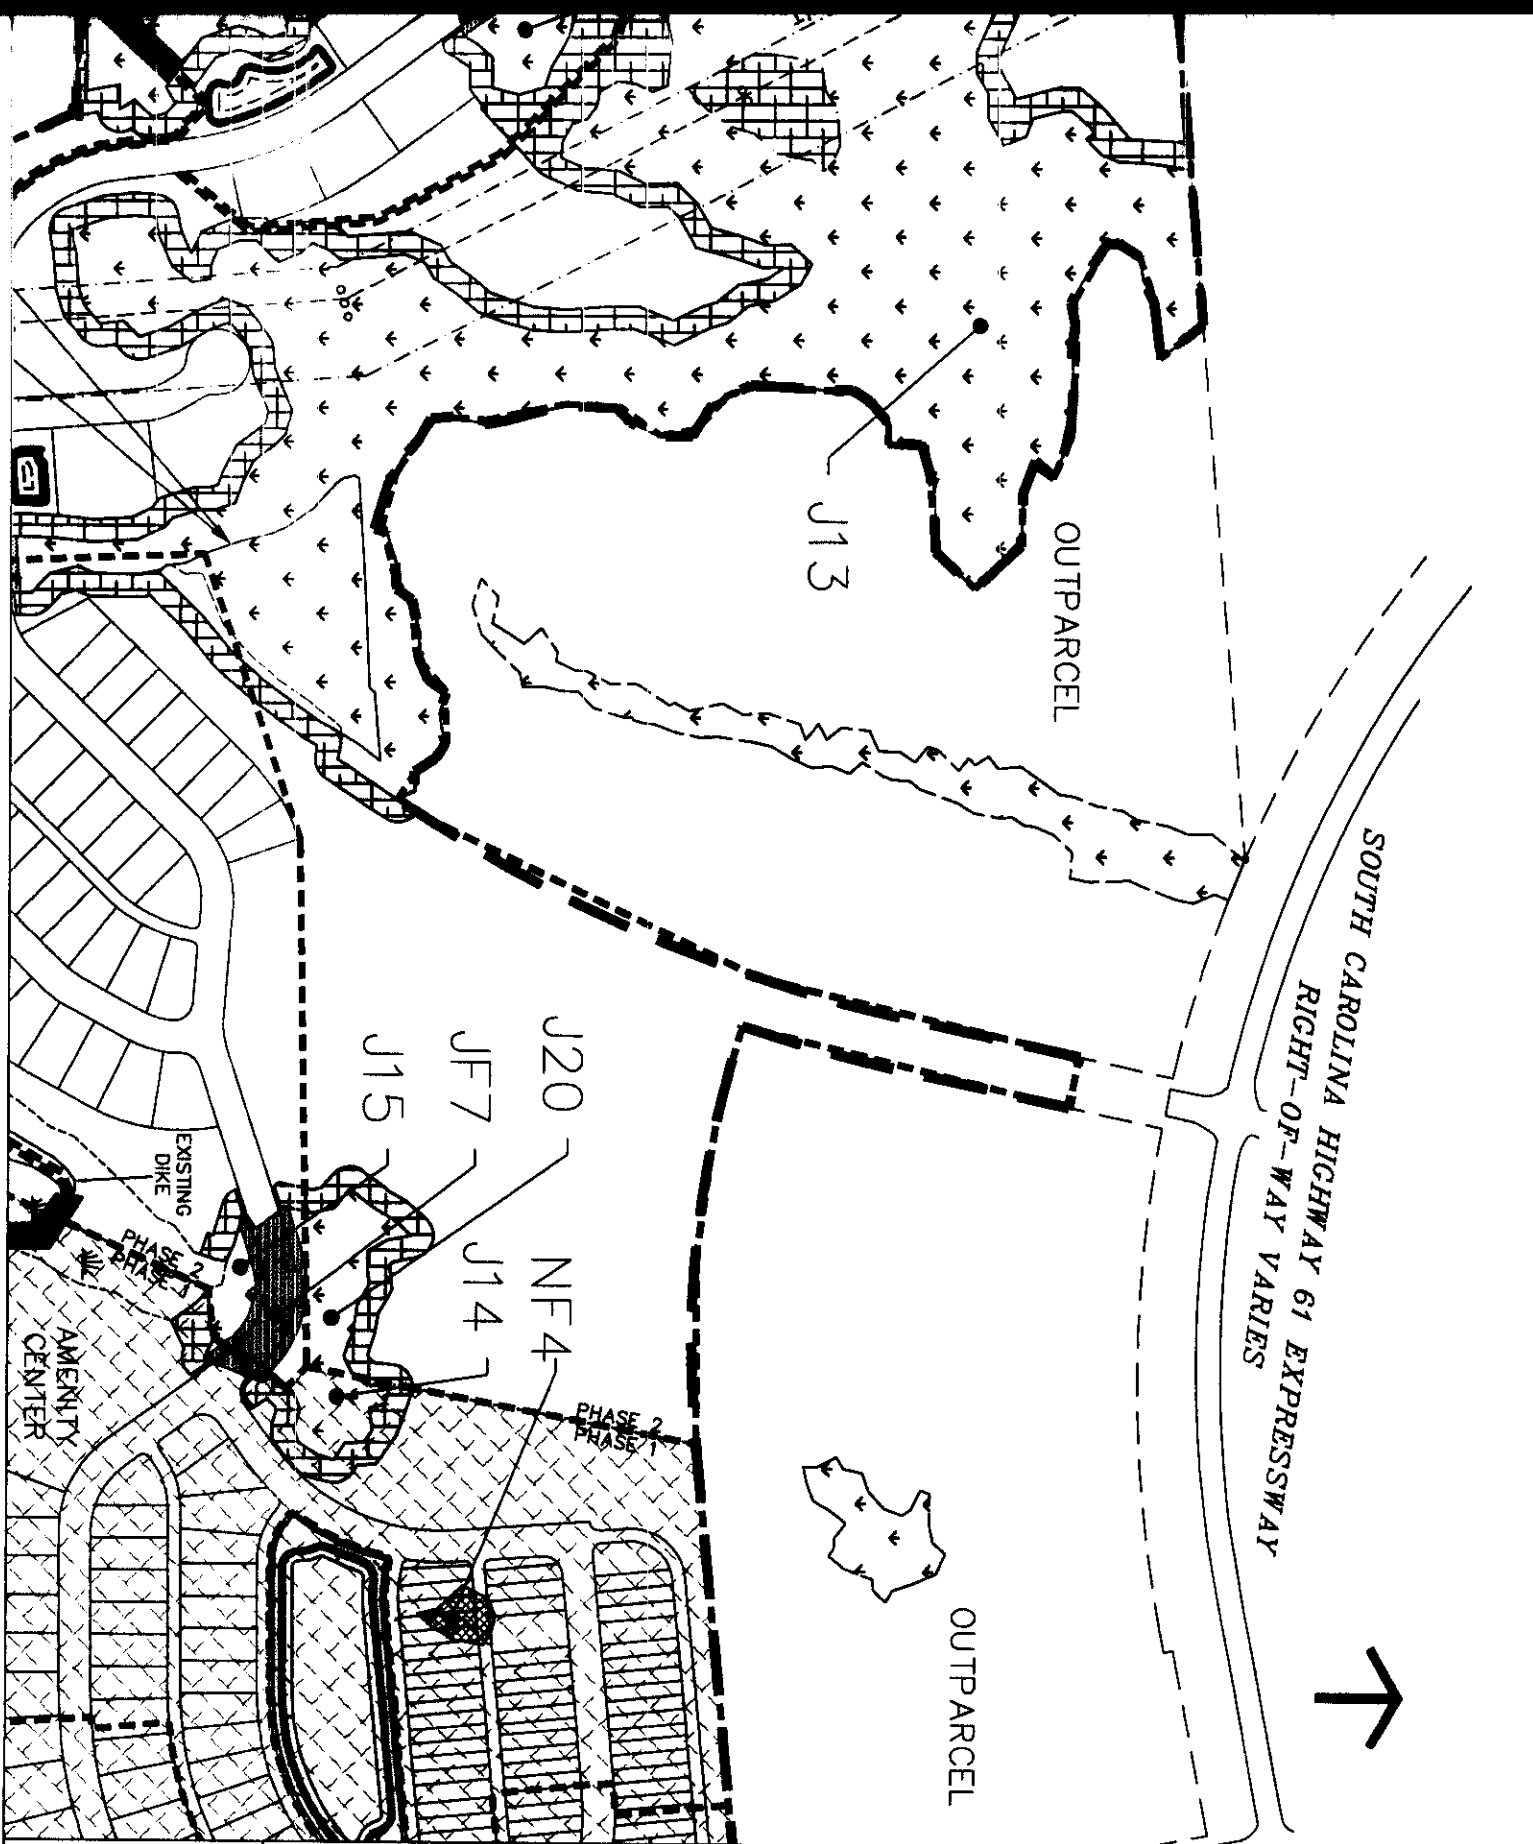 SOUTH CAROLINA HIGHWAY 61 EXPRESSWAY
RIGHT-OF-WAY VARIES
OUTPARCEL
OUTPARCEL
J13
J20
JF7
J15
NF4
J14
PHASE 2
PHASE 1
PHASE 2
PHASE 1
EXISTING
DIKE
AMENITY
CENTER